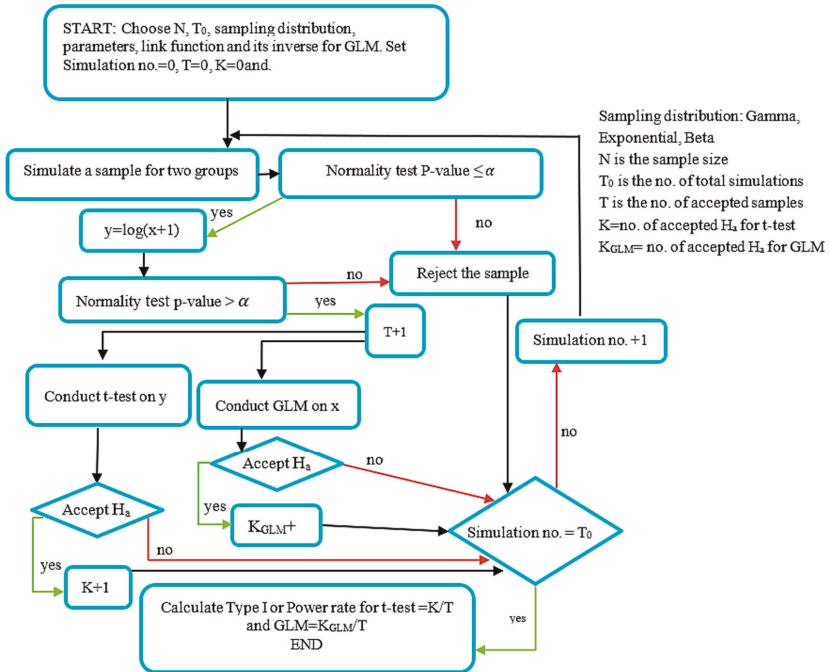 START: Choose N, T₀, sampling distribution,
parameters, link function and its inverse for GLM. Set
Simulation no.=0, T=0, K=0and.
Sampling distribution: Gamma,
Exponential, Beta
N is the sample size
T₀ is the no. of total simulations
T is the no. of accepted samples
K=no. of accepted Hₐ for t-test
K_GLM= no. of accepted Hₐ for GLM
Simulate a sample for two groups
Normality test P-value ≤ α
yes
no
y=log(x+1)
Reject the sample
Normality test p-value > α
no
yes
T+1
Simulation no. +1
Conduct t-test on y
Conduct GLM on x
no
Accept Hₐ
no
yes
Accept Hₐ
K_GLM+
Simulation no. = T₀
no
yes
K+1
yes
Calculate Type I or Power rate for t-test =K/T
and GLM=K_GLM/T
END